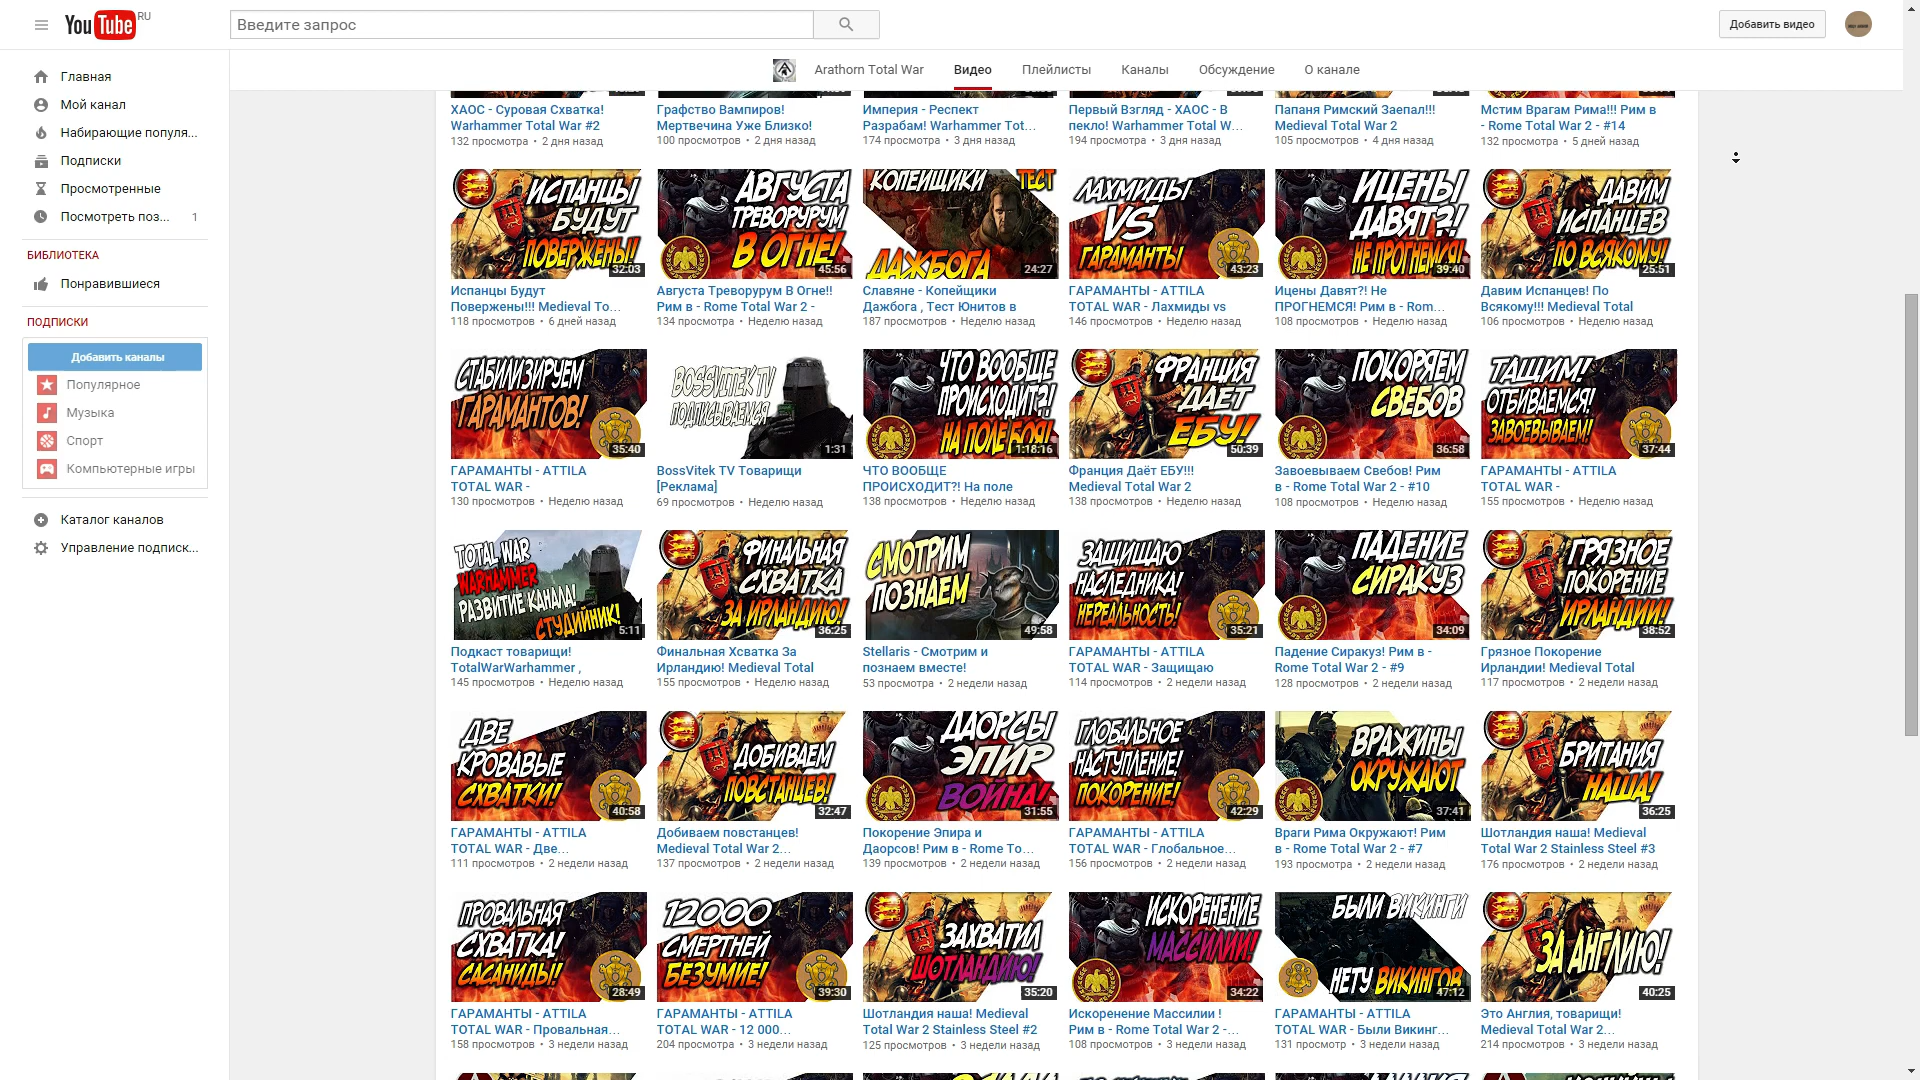 YouTube RU
Введите запрос
Добавить видео
Arathorn Total War
Видео
Плейлисты
Каналы
Обсуждение
О канале
Главная
Мой канал
Набирающие популя...
Подписки
Просмотренные
Посмотреть поз... 1
БИБЛИОТЕКА
Понравившиеся
ПОДПИСКИ
Добавить каналы
Популярное
Музыка
Спорт
Компьютерные игры
Каталог каналов
Управление подписк...
ХАОС - Суровая Схватка!
Warhammer Total War #2
132 просмотра • 2 дня назад
Графство Вампиров!
Мертвечина Уже Близко!
100 просмотров • 2 дня назад
Империя - Респект
Разрабам! Warhammer Tot...
174 просмотра • 3 дня назад
Первый Взгляд - ХАОС - В
пекло! Warhammer Total W...
194 просмотра • 3 дня назад
Папаня Римский Заепал!!!
Medieval Total War 2
105 просмотров • 4 дня назад
Мстим Врагам Рима!!! Рим в
- Rome Total War 2 - #14
132 просмотра • 5 дней назад
ИСПАНЦЫ
БУДУТ
ПОВЕРЖЕНЫ!
32:03
Испанцы Будут
Повержены!!! Medieval To...
118 просмотров • 6 дней назад
АВГУСТА
ТРЕВОРУРУМ
В ОГНЕ!
45:56
Августа Треворурум В Огне!!
Рим в - Rome Total War 2 -
134 просмотра • Неделю назад
КОПЕЙЩИКИ ТЕСТ
ДАЖБОГА
24:27
Славяне - Копейщики
Дажбога , Тест Юнитов в
187 просмотров • Неделю назад
ЛАХМИДЫ
VS
ГАРАМАНТЫ
43:23
ГАРАМАНТЫ - ATTILA
TOTAL WAR - Лахмиды vs
146 просмотров • Неделю назад
ИЦЕНЫ
ДАВЯТ?!
НЕ ПРОГНЕМСЯ!
39:40
Ицены Давят?! Не
ПРОГНЕМСЯ! Рим в - Rom...
108 просмотров • Неделю назад
ДАВИМ
ИСПАНЦЕВ
ПО ВСЯКОМУ!
25:51
Давим Испанцев! По
Всякому!!! Medieval Total
106 просмотров • Неделю назад
СТАБИЛИЗИРУЕМ
ГАРАМАНТОВ!
35:40
ГАРАМАНТЫ - ATTILA
TOTAL WAR -
130 просмотров • Неделю назад
BOSSVITEK TV
ПОДПИСЫВАЕМСЯ
1:31
BossVitek TV Товарищи
[Реклама]
69 просмотров • Неделю назад
ЧТО ВООБЩЕ
ПРОИСХОДИТ?!
НА ПОЛЕ БОЯ!
1:18:16
ЧТО ВООБЩЕ
ПРОИСХОДИТ?! На поле
138 просмотров • Неделю назад
ФРАНЦИЯ
ДАЕТ
ЕБУ!
50:39
Франция Даёт ЕБУ!!!
Medieval Total War 2
138 просмотров • Неделю назад
ПОКОРЯЕМ
СВЕБОВ
36:58
Завоевываем Свебов! Рим
в - Rome Total War 2 - #10
108 просмотров • Неделю назад
ТАЩИМ!
ОТБИВАЕМСЯ!
ЗАВОЕВЫВАЕМ!
37:44
ГАРАМАНТЫ - ATTILA
TOTAL WAR -
155 просмотров • Неделю назад
TOTAL WAR
WARHAMMER
РАЗВИТИЕ КАНАЛА!
СТУДИЙНИК!
5:11
Подкаст товарищи!
TotalWarWarhammer ,
145 просмотров • Неделю назад
ФИНАЛЬНАЯ
СХВАТКА
ЗА ИРЛАНДИЮ!
36:25
Финальная Хсватка За
Ирландию! Medieval Total
155 просмотров • Неделю назад
СМОТРИМ
ПОЗНАЕМ
49:58
Stellaris - Смотрим и
познаем вместе!
53 просмотра • 2 недели назад
ЗАЩИЩАЮ
НАСЛЕДНИКА!
НЕРЕАЛЬНОСТЬ!
35:21
ГАРАМАНТЫ - ATTILA
TOTAL WAR - Защищаю
114 просмотров • 2 недели назад
ПАДЕНИЕ
СИРАКУЗ
34:09
Падение Сиракуз! Рим в -
Rome Total War 2 - #9
128 просмотров • 2 недели назад
ГРЯЗНОЕ
ПОКОРЕНИЕ
ИРЛАНДИИ!
38:52
Грязное Покорение
Ирландии! Medieval Total
117 просмотров • 2 недели назад
ДВЕ
КРОВАВЫЕ
СХВАТКИ!
40:58
ГАРАМАНТЫ - ATTILA
TOTAL WAR - Две...
111 просмотров • 2 недели назад
ДОБИВАЕМ
ПОВСТАНЦЕВ!
32:47
Добиваем повстанцев!
Medieval Total War 2...
137 просмотров • 2 недели назад
ДАОРСЫ
ЭПИР
ВОЙНА!
31:55
Покорение Эпира и
Даорсов! Рим в - Rome To...
139 просмотров • 2 недели назад
ГЛОБАЛЬНОЕ
НАСТУПЛЕНИЕ!
ПОКОРЕНИЕ!
42:29
ГАРАМАНТЫ - ATTILA
TOTAL WAR - Глобальное...
156 просмотров • 2 недели назад
ВРАЖИНЫ
ОКРУЖАЮТ
37:41
Враги Рима Окружают! Рим
в - Rome Total War 2 - #7
193 просмотра • 2 недели назад
БРИТАНИЯ
НАША!
36:25
Шотландия наша! Medieval
Total War 2 Stainless Steel #3
176 просмотров • 2 недели назад
ПРОВАЛЬНАЯ
СХВАТКА!
САСАНИДЫ!
28:49
ГАРАМАНТЫ - ATTILA
TOTAL WAR - Провальная...
158 просмотров • 3 недели назад
12000
СМЕРТНЕЙ
БЕЗУМИЕ!
39:30
ГАРАМАНТЫ - ATTILA
TOTAL WAR - 12 000...
204 просмотра • 3 недели назад
ЗАХВАТИЛ
ШОТЛАНДИЮ!
35:20
Шотландия наша! Medieval
Total War 2 Stainless Steel #2
125 просмотров • 3 недели назад
ИСКОРЕНЕНИЕ
МАССИЛИИ!
34:22
Искоренение Массилии !
Рим в - Rome Total War 2 -...
108 просмотров • 3 недели назад
БЫЛИ ВИКИНГИ
НЕТУ ВИКИНГОВ
47:12
ГАРАМАНТЫ - ATTILA
TOTAL WAR - Были Викинг...
131 просмотр • 3 недели назад
ЗА АНГЛИЮ!
40:25
Это Англия, товарищи!
Medieval Total War 2...
214 просмотров • 3 недели назад